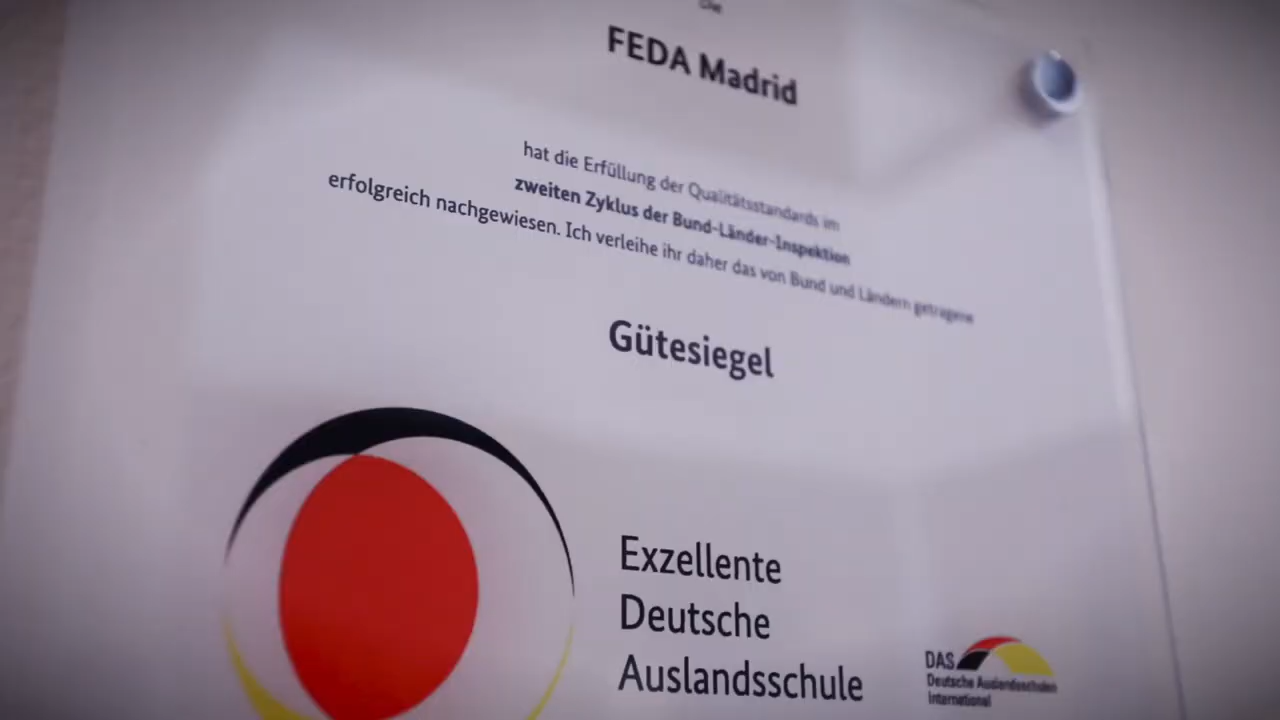 Die
FEDA Madrid
hat die Erfüllung der Qualitätsstandards im
zweiten Zyklus der Bund-Länder-Inspektion
erfolgreich nachgewiesen. Ich verleihe ihr daher das von Bund und Ländern getragene
Gütesiegel
Exzellente
Deutsche
Auslandsschule
DAS
Deutsche Auslandsschulen
International